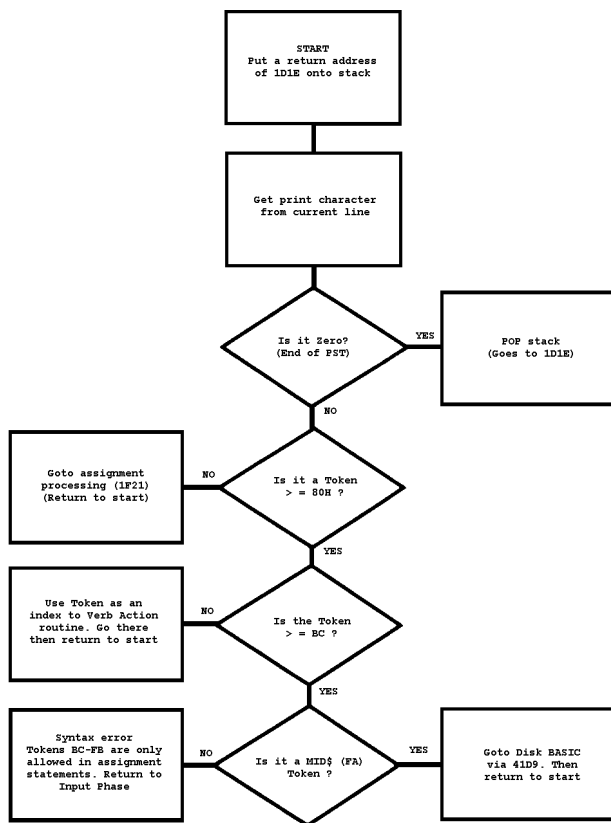 START
Put a return address
of 1D1E onto stack
Get print character
from current line
Is it Zero?
(End of PST)
YES
POP stack
(Goes to 1D1E)
NO
Is it a Token
> = 80H ?
NO
Goto assignment
processing (1F21)
(Return to start)
YES
Is the Token
> = BC ?
NO
Use Token as an
index to Verb Action
routine. Go there
then return to start
YES
Is it a MID$ (FA)
Token ?
NO
Syntax error
Tokens BC-FB are only
allowed in assignment
statements. Return to
Input Phase
YES
Goto Disk BASIC
via 41D9. Then
return to start